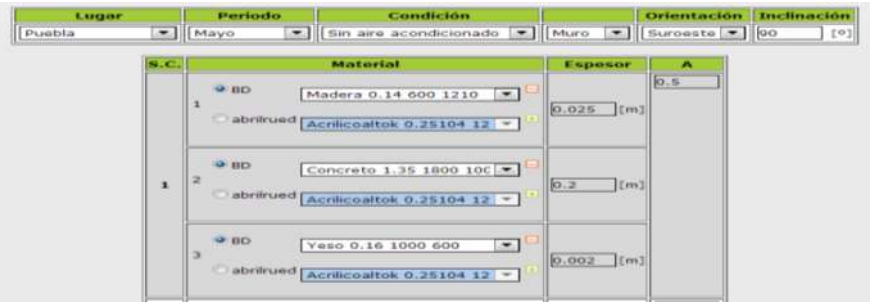 Lugar Periodo Condición Orientación Inclinación
Puebla Mayo Sin aire acondicionado Muro Suroeste 90 [º]
S.C. Material Espesor A
BD Madera 0.14 600 1210 0.5
1 0.025 [m]
abrilrued Acrilicoaltok 0.25104 12
BD Concreto 1.35 1800 100
1 2 0.2 [m]
abrilrued Acrilicoaltok 0.25104 12
BD Yeso 0.16 1000 600
3 0.002 [m]
abrilrued Acrilicoaltok 0.25104 12